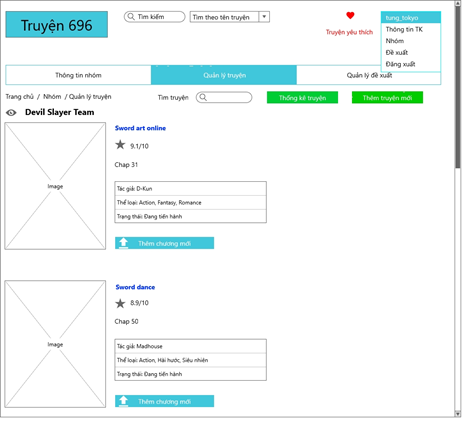 Truyện 696
Tìm kiếm
Tìm theo tên truyện
Truyện yêu thích
tung_tokyo
Thông tin TK
Nhóm
Đề xuất
Đăng xuất
Thông tin nhóm
Quản lý truyện
Quản lý đề xuất
Trang chủ / Nhóm / Quản lý truyện
Tìm truyện
Thống kê truyện
Thêm truyện mới
Devil Slayer Team
Image
Sword art online
9.1/10
Chap 31
Tác giả: D-Kun
Thể loại: Action, Fantasy, Romance
Trạng thái: Đang tiến hành
Thêm chương mới
Image
Sword dance
8.9/10
Chap 50
Tác giả: Madhouse
Thể loại: Action, Hài hước, Siêu nhiên
Trạng thái: Đang tiến hành
Thêm chương mới